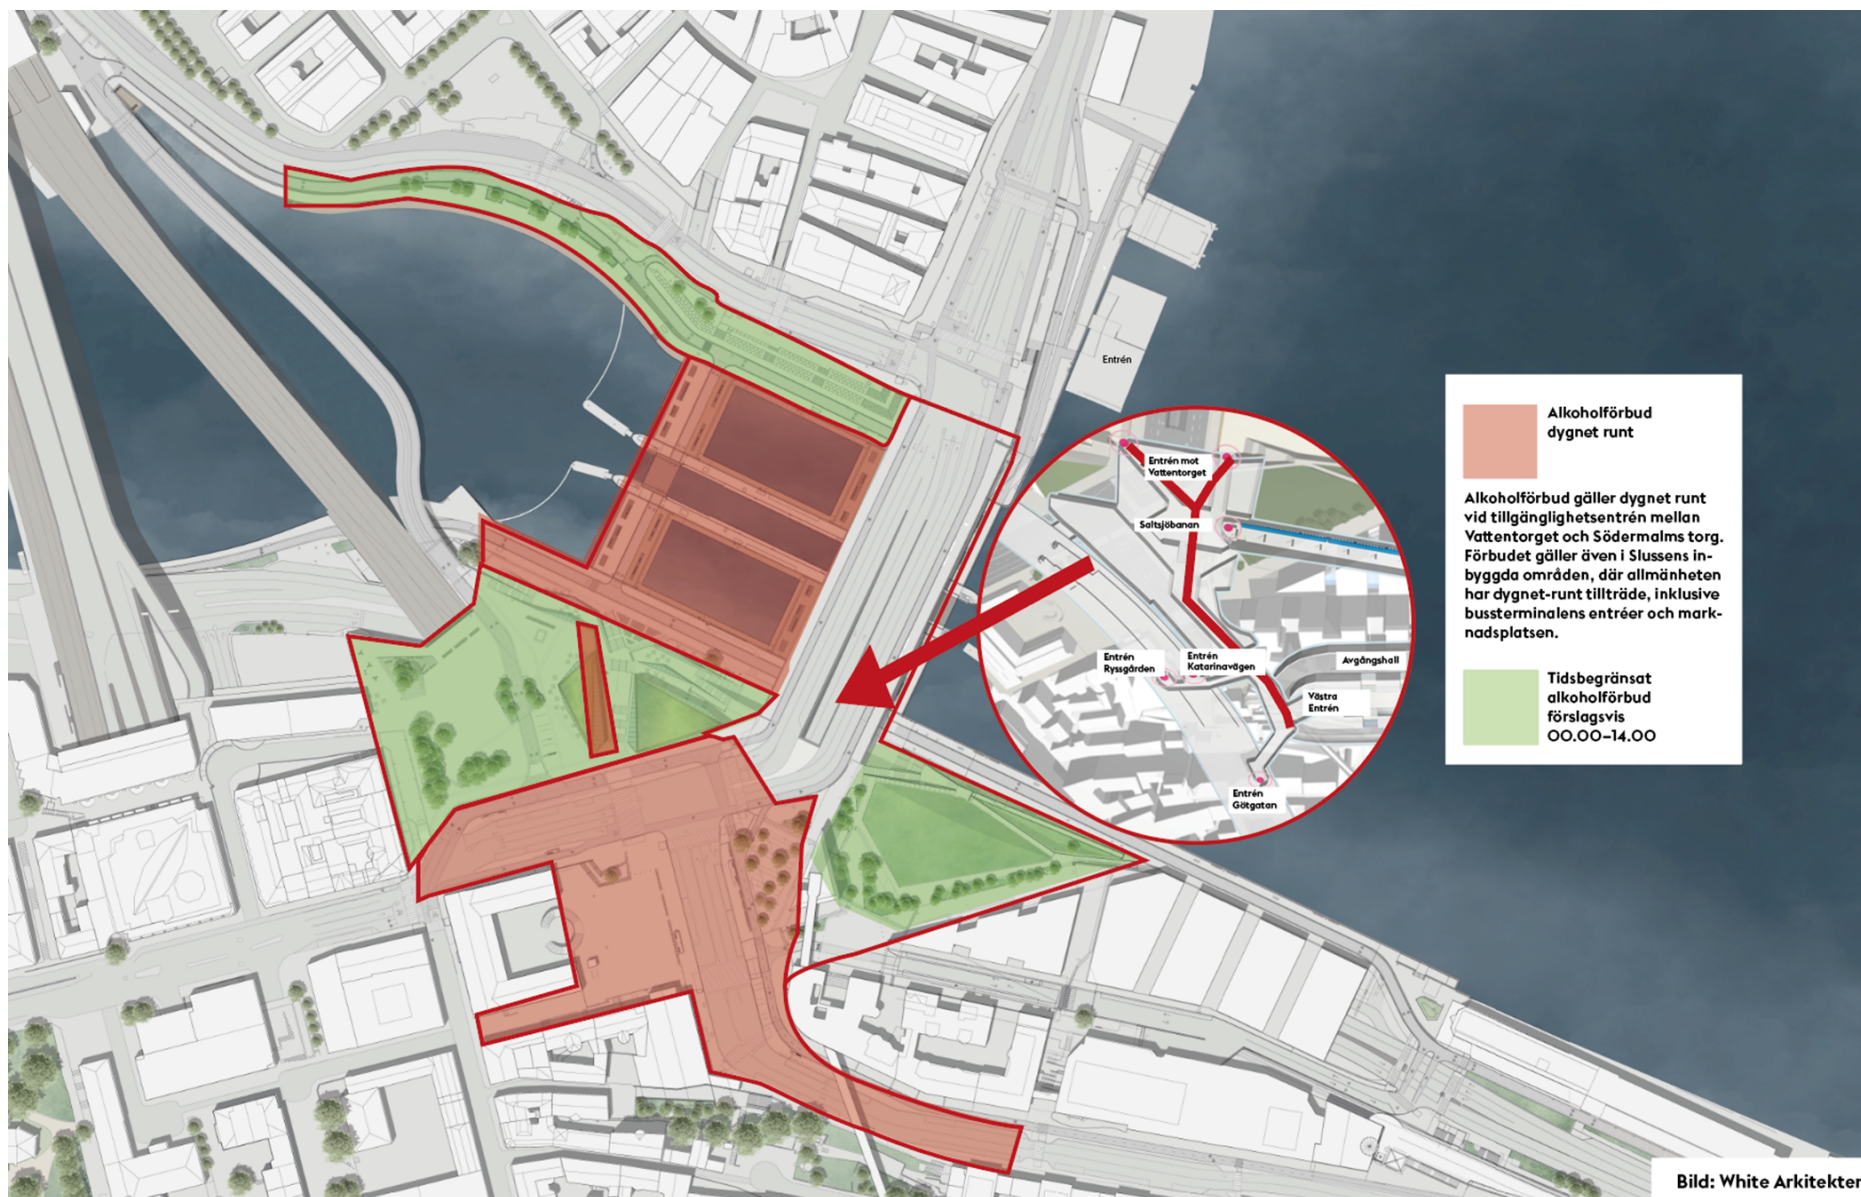 Entrén
Entrén mot
Vattentorget
Saltsjöbanan
Entrén
Ryssgården
Entrén
Katarinavägen
Avgångshall
Västra
Entrén
Entrén
Götgatan
Alkoholförbud
dygnet runt
Alkoholförbud gäller dygnet runt
vid tillgänglighetsentrén mellan
Vattentorget och Södermalms torg.
Förbudet gäller även i Slussens in-
byggda områden, där allmänheten
har dygnet-runt tillträde, inklusive
bussterminalens entréer och mark-
nadsplatsen.
Tidsbegränsat
alkoholförbud
förslagsvis
00.00–14.00
Bild: White Arkitekter